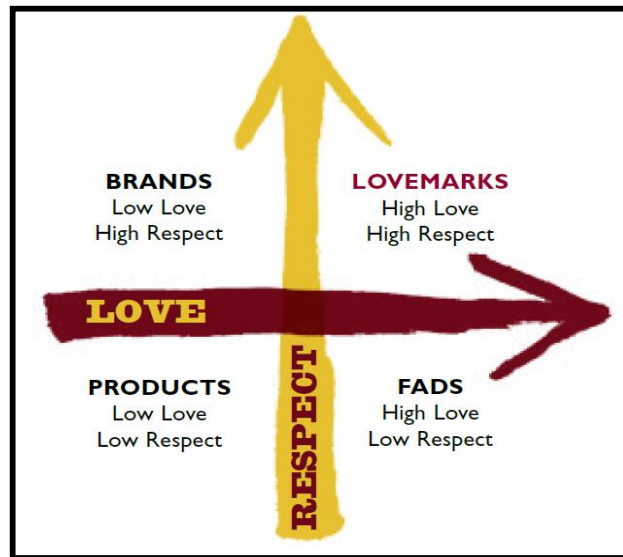 BRANDS
Low Love
High Respect
LOVEMARKS
High Love
High Respect
LOVE
PRODUCTS
Low Love
Low Respect
RESPECT
FADS
High Love
Low Respect